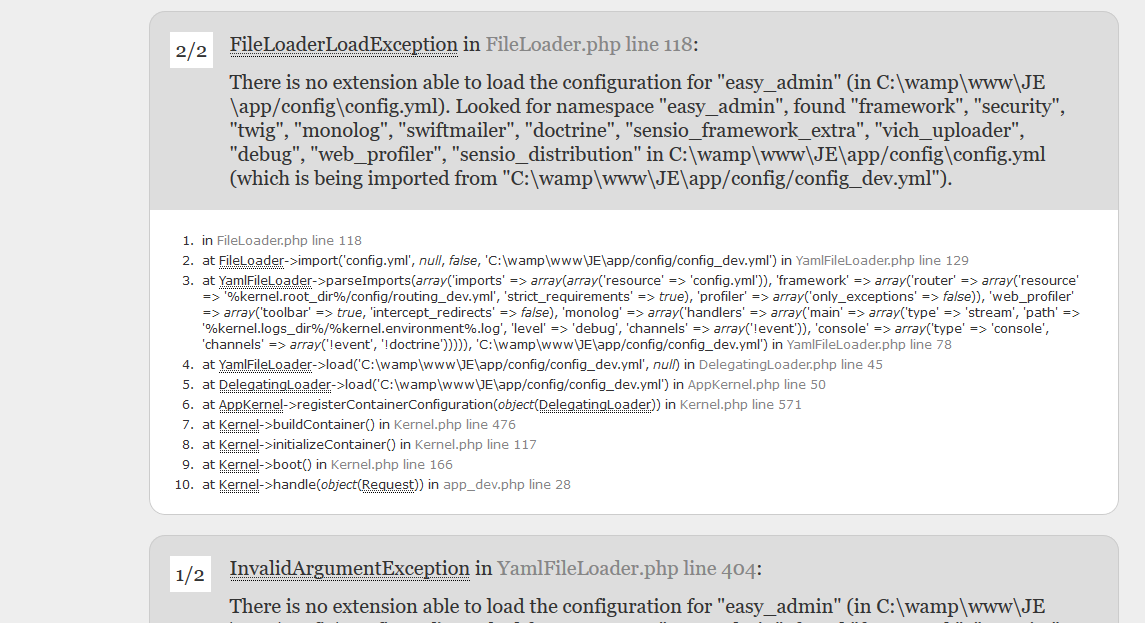 2/2
FileLoaderLoadException in FileLoader.php line 118:
There is no extension able to load the configuration for "easy_admin" (in C:\wamp\www\JE
\app/config\config.yml). Looked for namespace "easy_admin", found "framework", "security",
"twig", "monolog", "swiftmailer", "doctrine", "sensio_framework_extra", "vich_uploader",
"debug", "web_profiler", "sensio_distribution" in C:\wamp\www\JE\app/config\config.yml
(which is being imported from "C:\wamp\www\JE\app/config/config_dev.yml").
1. in FileLoader.php line 118
2. at FileLoader->import('config.yml', null, false, 'C:\wamp\www\JE\app/config/config_dev.yml') in YamlFileLoader.php line 129
3. at YamlFileLoader->parseImports(array('imports' => array(array('resource' => 'config.yml')), 'framework' => array('router' => array('resource'
=> '%kernel.root_dir%/config/routing_dev.yml', 'strict_requirements' => true), 'profiler' => array('only_exceptions' => false)), 'web_profiler'
=> array('toolbar' => true, 'intercept_redirects' => false), 'monolog' => array('handlers' => array('main' => array('type' => 'stream', 'path' =>
'%kernel.logs_dir%/%kernel.environment%.log', 'level' => 'debug', 'channels' => array('!event')), 'console' => array('type' => 'console',
'channels' => array('!event', '!doctrine'))))), 'C:\wamp\www\JE\app/config/config_dev.yml') in YamlFileLoader.php line 78
4. at YamlFileLoader->load('C:\wamp\www\JE\app/config/config_dev.yml', null) in DelegatingLoader.php line 45
5. at DelegatingLoader->load('C:\wamp\www\JE\app/config/config_dev.yml') in AppKernel.php line 50
6. at AppKernel->registerContainerConfiguration(object(DelegatingLoader)) in Kernel.php line 571
7. at Kernel->buildContainer() in Kernel.php line 476
8. at Kernel->initializeContainer() in Kernel.php line 117
9. at Kernel->boot() in Kernel.php line 166
10. at Kernel->handle(object(Request)) in app_dev.php line 28
1/2
InvalidArgumentException in YamlFileLoader.php line 404:
There is no extension able to load the configuration for "easy_admin" (in C:\wamp\www\JE